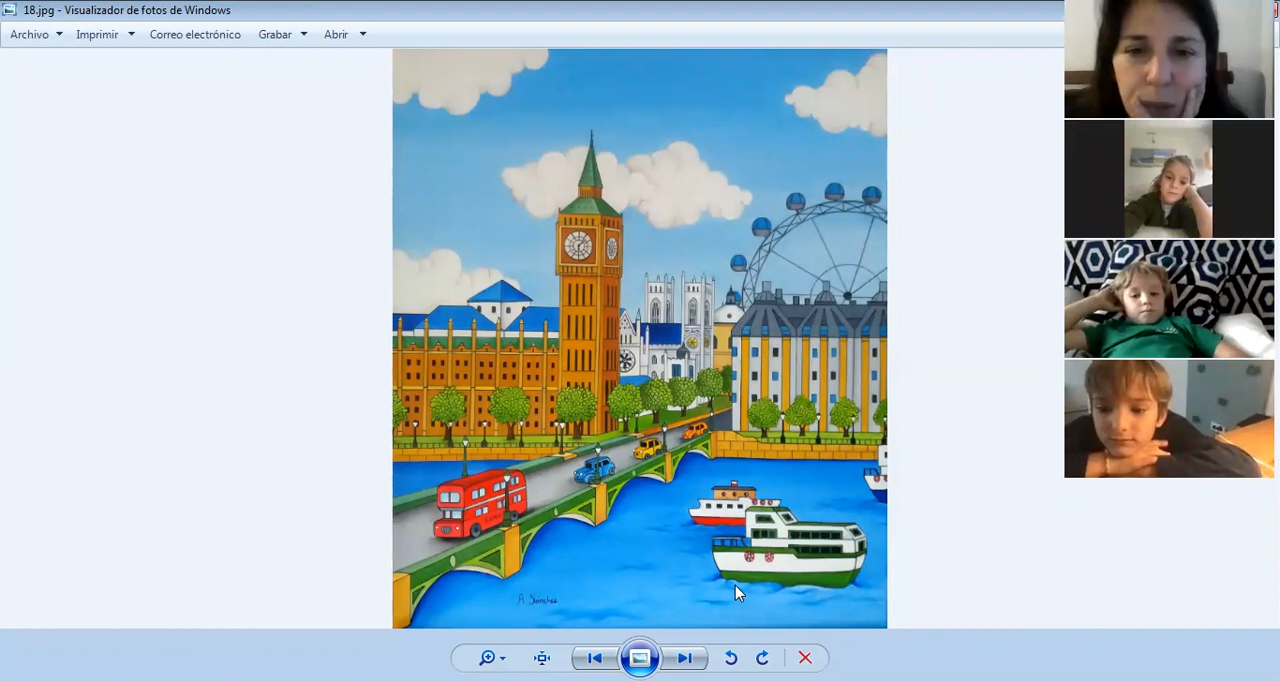 18.jpg - Visualizador de fotos de Windows
Archivo Imprimir Correo electrónico Grabar Abrir
A Sanchez